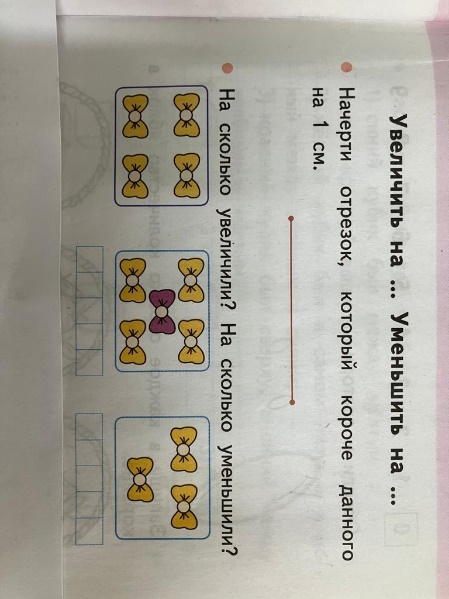 Увеличить на ... Уменьшить на ...
Начерти отрезок, который короче данного
на 1 см.
На сколько увеличили? На сколько уменьшили?